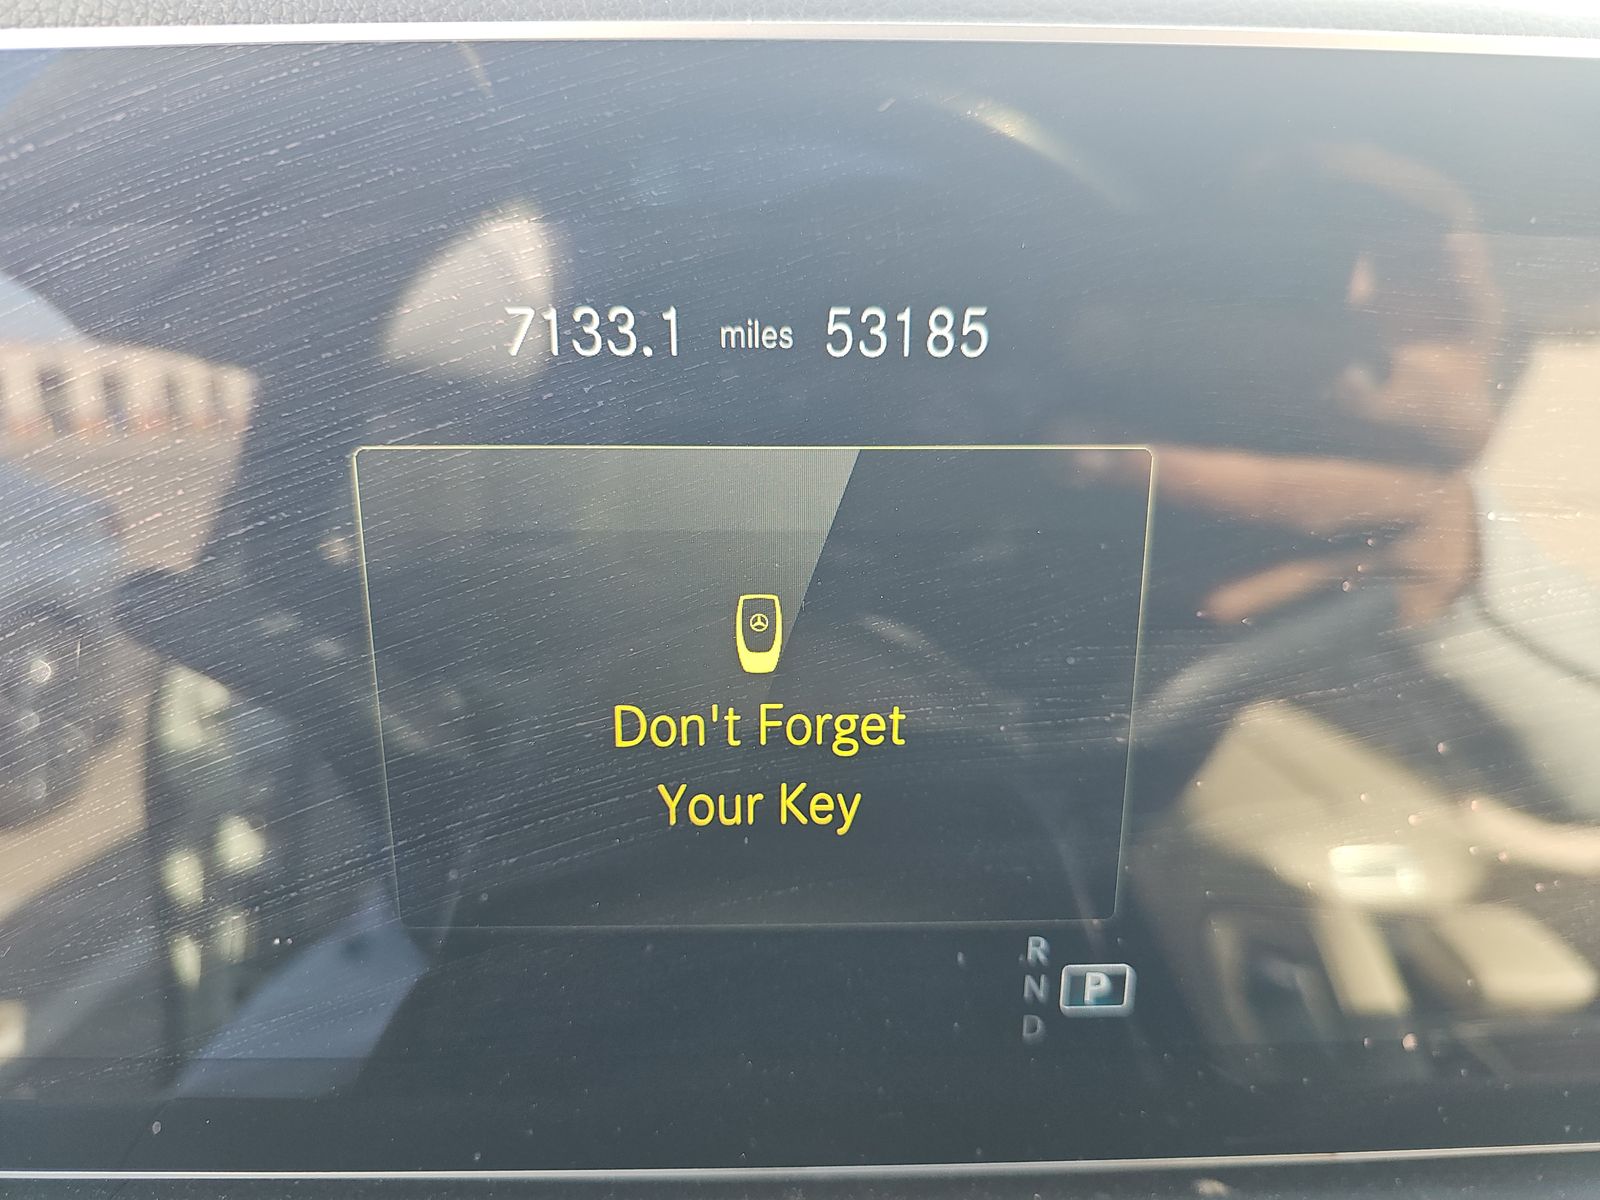 7133.1 miles 53185
Don't Forget
Your Key
R
N P
D